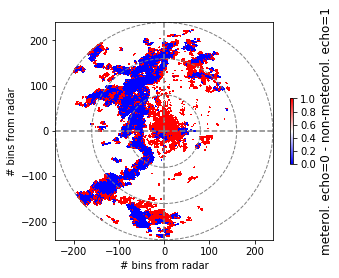 200
100
0
−100
−200
# bins from radar
−200 −100 0 100 200
# bins from radar
1.0
0.8
0.6
0.4
0.2
0.0
meterol. echo=0 - non-meteorol. echo=1